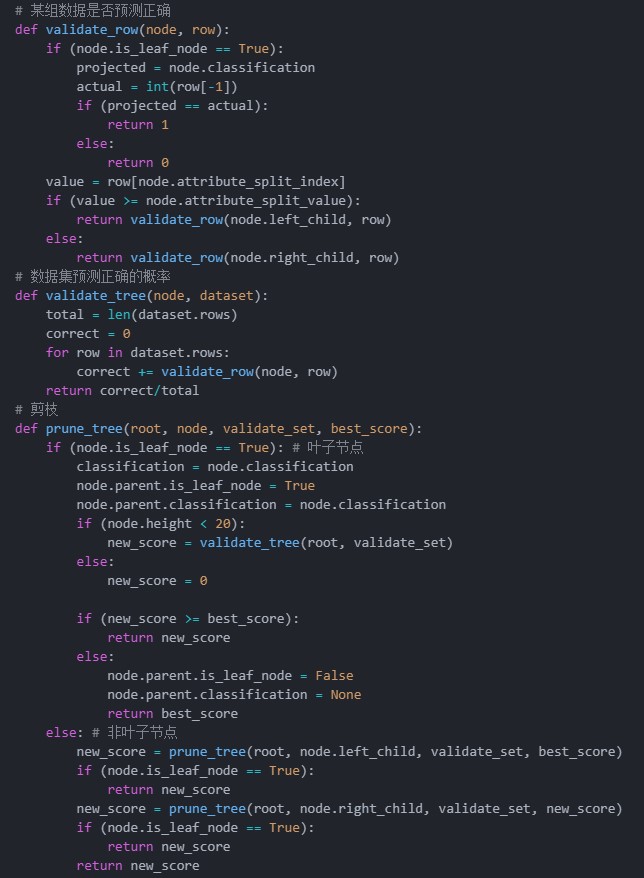 # 某组数据是否预测正确
def validate_row(node, row):
    if (node.is_leaf_node == True):
        projected = node.classification
        actual = int(row[-1])
        if (projected == actual):
            return 1
        else:
            return 0
    value = row[node.attribute_split_index]
    if (value >= node.attribute_split_value):
        return validate_row(node.left_child, row)
    else:
        return validate_row(node.right_child, row)
# 数据集预测正确的概率
def validate_tree(node, dataset):
    total = len(dataset.rows)
    correct = 0
    for row in dataset.rows:
        correct += validate_row(node, row)
    return correct/total
# 剪枝
def prune_tree(root, node, validate_set, best_score):
    if (node.is_leaf_node == True): # 叶子节点
        classification = node.classification
        node.parent.is_leaf_node = True
        node.parent.classification = node.classification
        if (node.height < 20):
            new_score = validate_tree(root, validate_set)
        else:
            new_score = 0

        if (new_score >= best_score):
            return new_score
        else:
            node.parent.is_leaf_node = False
            node.parent.classification = None
            return best_score
    else: # 非叶子节点
        new_score = prune_tree(root, node.left_child, validate_set, best_score)
        if (node.is_leaf_node == True):
            return new_score
        new_score = prune_tree(root, node.right_child, validate_set, new_score)
        if (node.is_leaf_node == True):
            return new_score
        return new_score